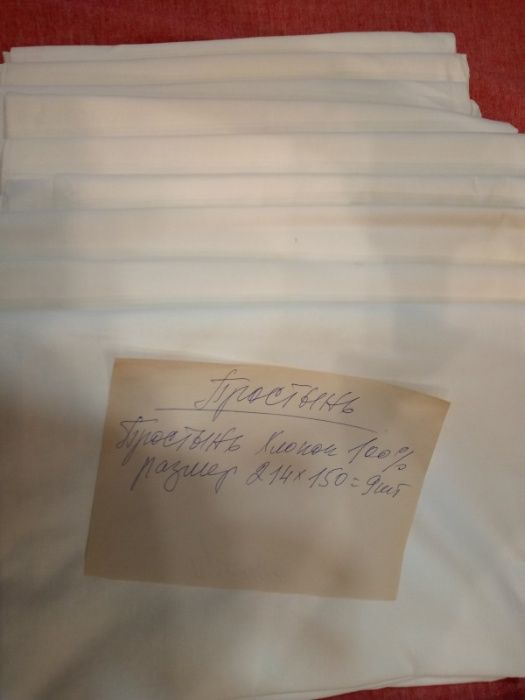 Простынь
Простынь Хлопок 100%
размер 214×150=9шт